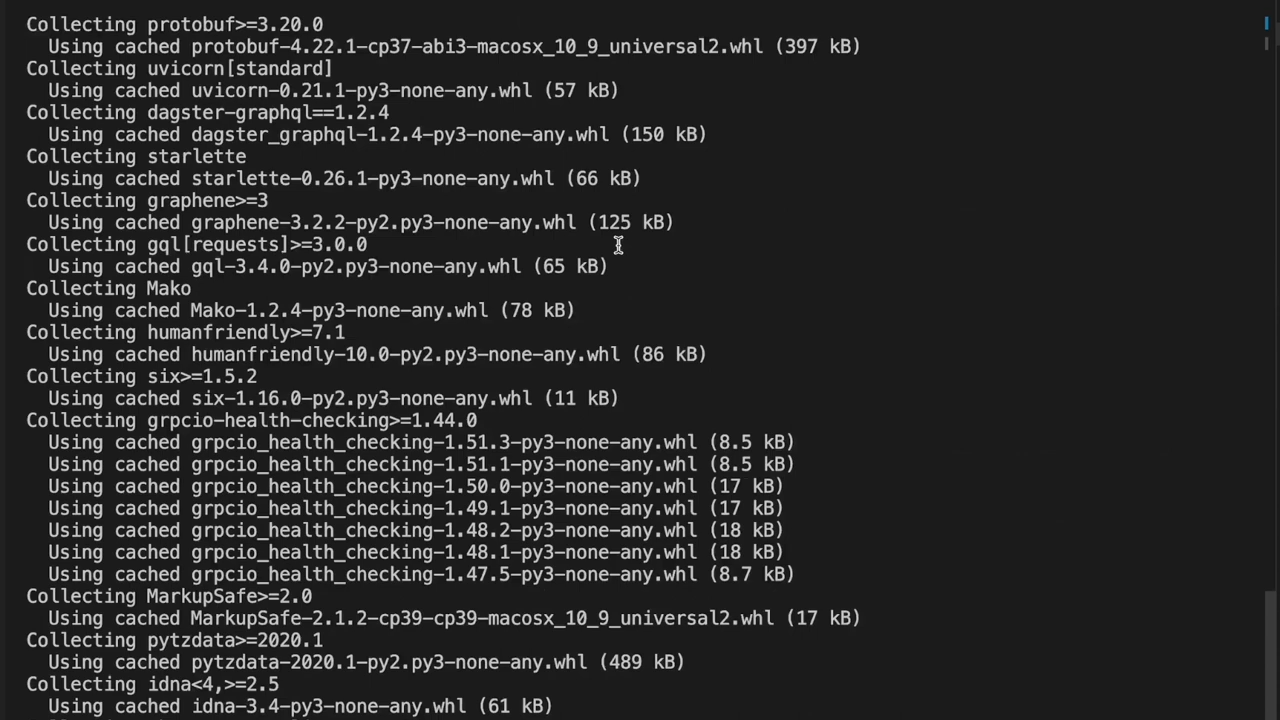 Collecting protobuf>=3.20.0
Using cached protobuf-4.22.1-cp37-abi3-macosx_10_9_universal2.whl (397 kB)
Collecting uvicorn[standard]
Using cached uvicorn-0.21.1-py3-none-any.whl (57 kB)
Collecting dagster-graphql==1.2.4
Using cached dagster_graphql-1.2.4-py3-none-any.whl (150 kB)
Collecting starlette
Using cached starlette-0.26.1-py3-none-any.whl (66 kB)
Collecting graphene>=3
Using cached graphene-3.2.2-py2.py3-none-any.whl (125 kB)
Collecting gql[requests]>=3.0.0
Using cached gql-3.4.0-py2.py3-none-any.whl (65 kB)
Collecting Mako
Using cached Mako-1.2.4-py3-none-any.whl (78 kB)
Collecting humanfriendly>=7.1
Using cached humanfriendly-10.0-py2.py3-none-any.whl (86 kB)
Collecting six>=1.5.2
Using cached six-1.16.0-py2.py3-none-any.whl (11 kB)
Collecting grpcio-health-checking>=1.44.0
Using cached grpcio_health_checking-1.51.3-py3-none-any.whl (8.5 kB)
Using cached grpcio_health_checking-1.51.1-py3-none-any.whl (8.5 kB)
Using cached grpcio_health_checking-1.50.0-py3-none-any.whl (17 kB)
Using cached grpcio_health_checking-1.49.1-py3-none-any.whl (17 kB)
Using cached grpcio_health_checking-1.48.2-py3-none-any.whl (18 kB)
Using cached grpcio_health_checking-1.48.1-py3-none-any.whl (18 kB)
Using cached grpcio_health_checking-1.47.5-py3-none-any.whl (8.7 kB)
Collecting MarkupSafe>=2.0
Using cached MarkupSafe-2.1.2-cp39-cp39-macosx_10_9_universal2.whl (17 kB)
Collecting pytzdata>=2020.1
Using cached pytzdata-2020.1-py2.py3-none-any.whl (489 kB)
Collecting idna<4,>=2.5
Using cached idna-3.4-py3-none-any.whl (61 kB)